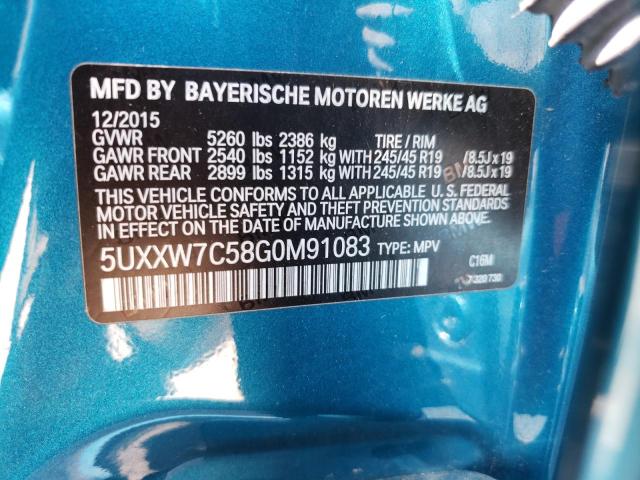 MFD BY BAYERISCHE MOTOREN WERKE AG
12/2015
GVWR 5260 lbs 2386 kg TIRE / RIM
GAWR FRONT 2540 lbs 1152 kg WITH 245/45 R19 /8.5J x 19
GAWR REAR 2899 lbs 1315 kg WITH 245/45 R19 /8.5J x 19
THIS VEHICLE CONFORMS TO ALL APPLICABLE U. S. FEDERAL
MOTOR VEHICLE SAFETY AND THEFT PREVENTION STANDARDS
IN EFFECT ON THE DATE OF MANUFACTURE SHOWN ABOVE.
5UXXW7C58G0M91083 TYPE: MPV
C16M
7 320 730